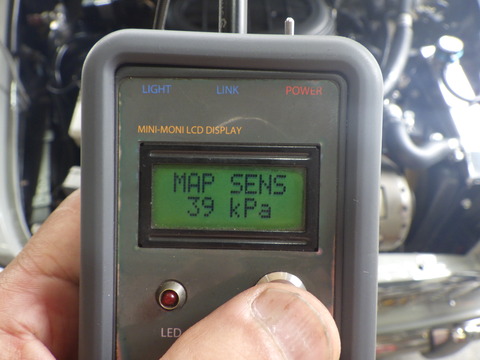 LIGHT LINK POWER
MINI-MONI LCD DISPLAY
MAP SENS
39 kPa
LED